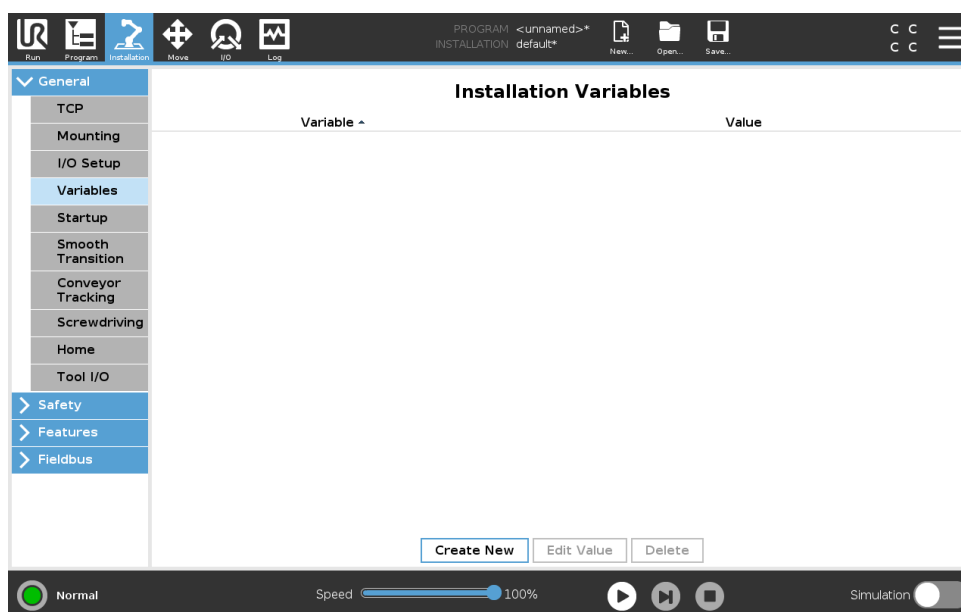 PROGRAM <unnamed>*
INSTALLATION default*
C C
C C
Run
Program
Installation
Move
I/O
Log
New...
Open...
Save...
General
TCP
Mounting
I/O Setup
Variables
Startup
Smooth
Transition
Conveyor
Tracking
Screwdriving
Home
Tool I/O
Safety
Features
Fieldbus
Installation Variables
Variable
Value
Create New
Edit Value
Delete
Normal
Speed
100%
Simulation